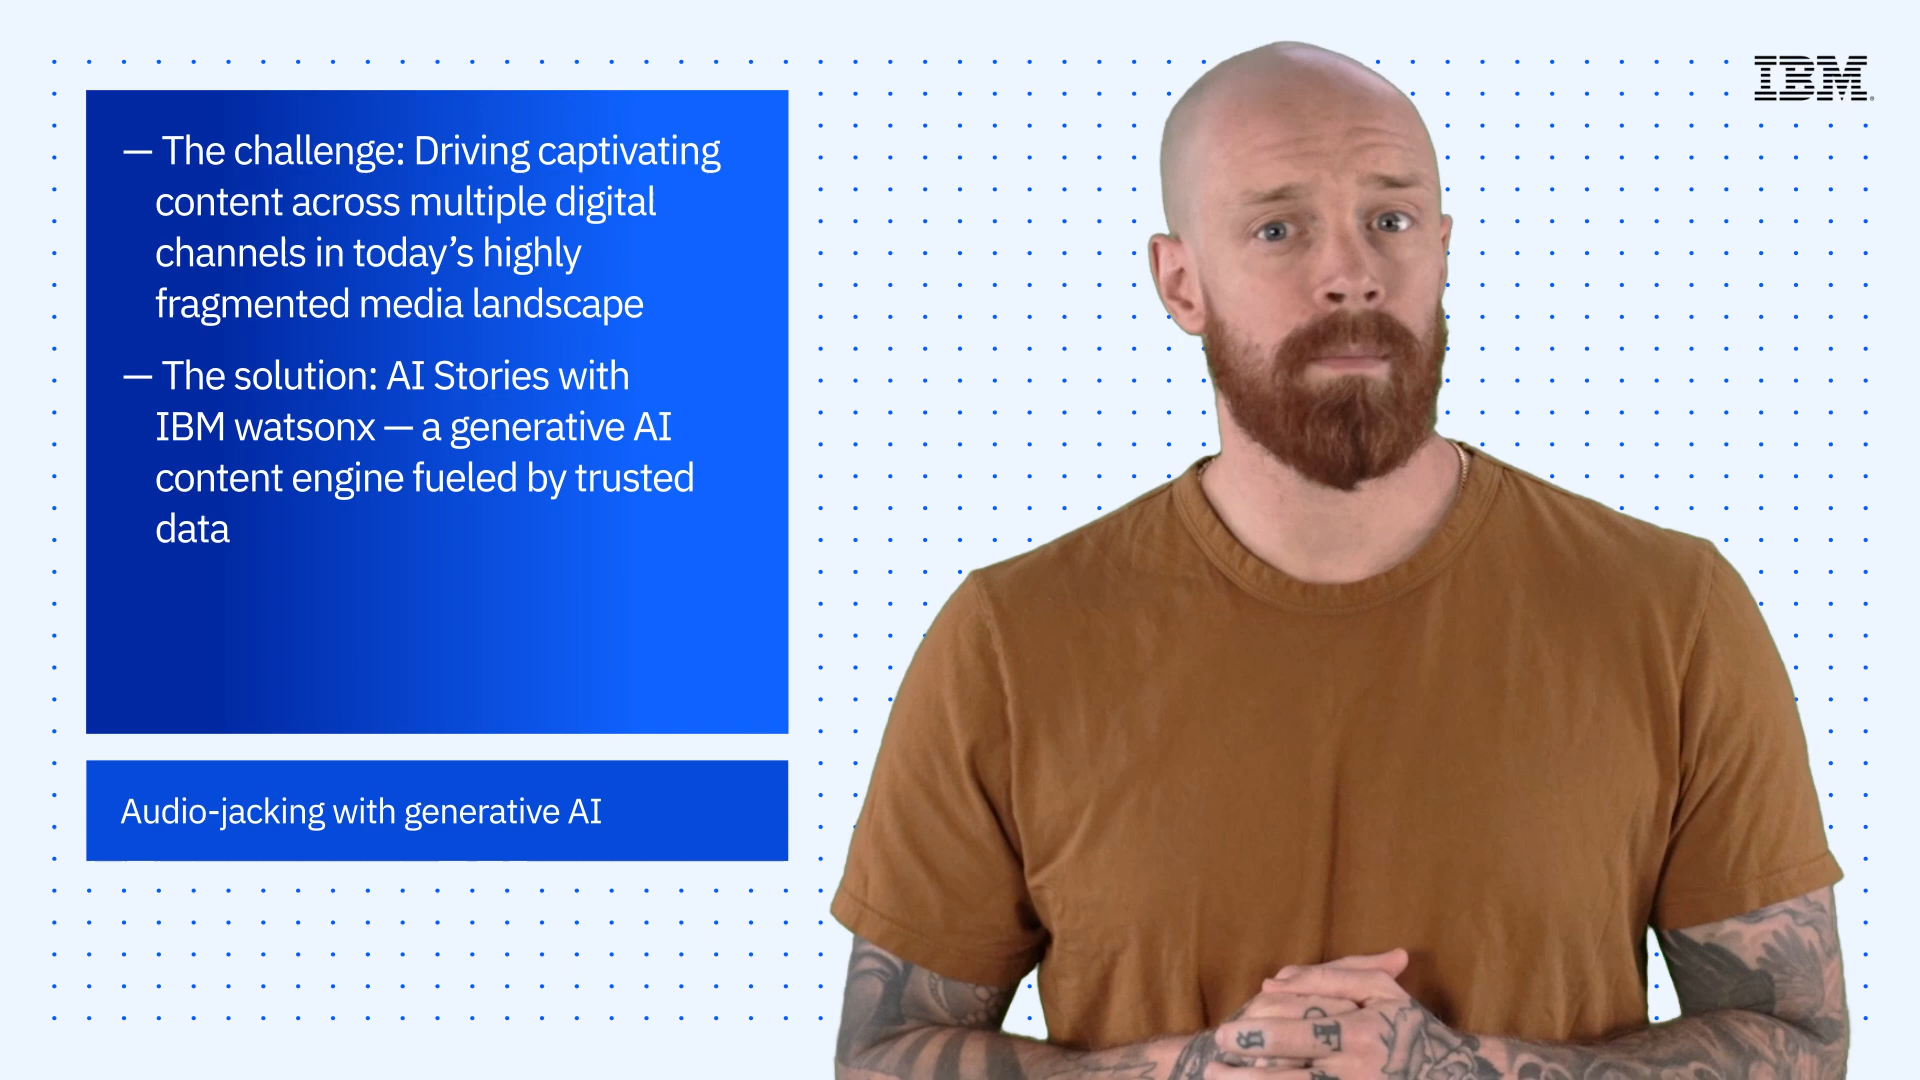 IBM
— The challenge: Driving captivating
content across multiple digital
channels in today’s highly
fragmented media landscape
— The solution: AI Stories with
IBM watsonx — a generative AI
content engine fueled by trusted
data
Audio-jacking with generative AI